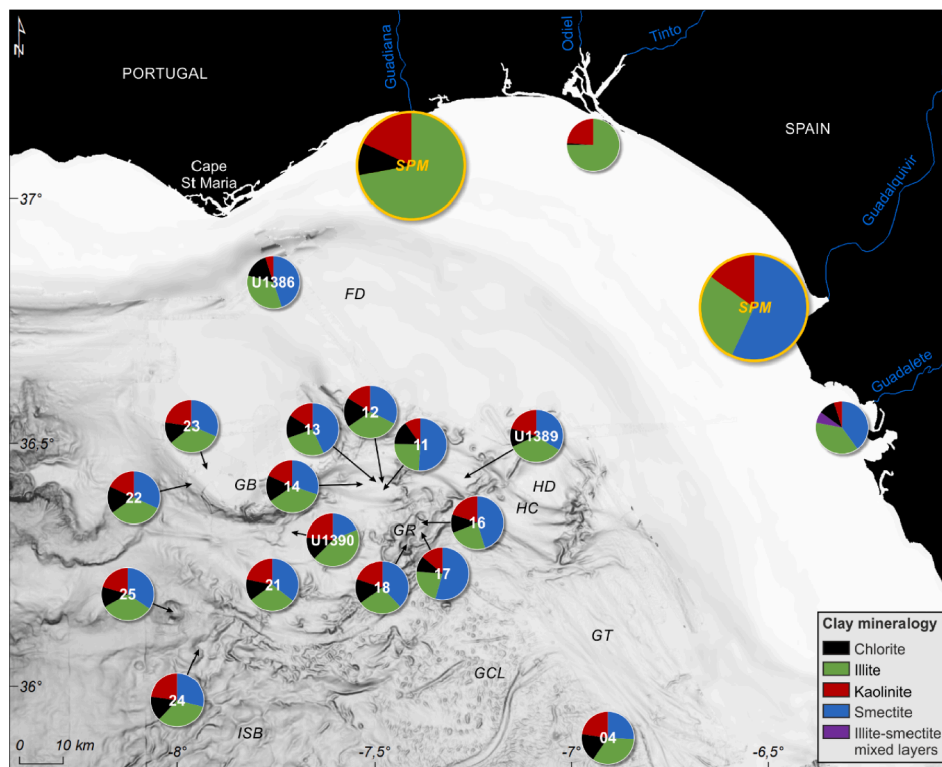 N
PORTUGAL
Guadiana
Odiel
Tinto
SPAIN
Cape
St Maria
SPM
Guadalquivir
37°
U1386
FD
SPM
Guadalete
23
13
12
11
U1389
36.5°
22
GB
14
HD
HC
16
GR
U1390
25
21
18
17
GT
GCL
36°
24
ISB
04
Clay mineralogy
Chlorite
Illite
Kaolinite
Smectite
Illite-smectite
mixed layers
0 10 km
-8°
-7,5°
-7°
-6,5°